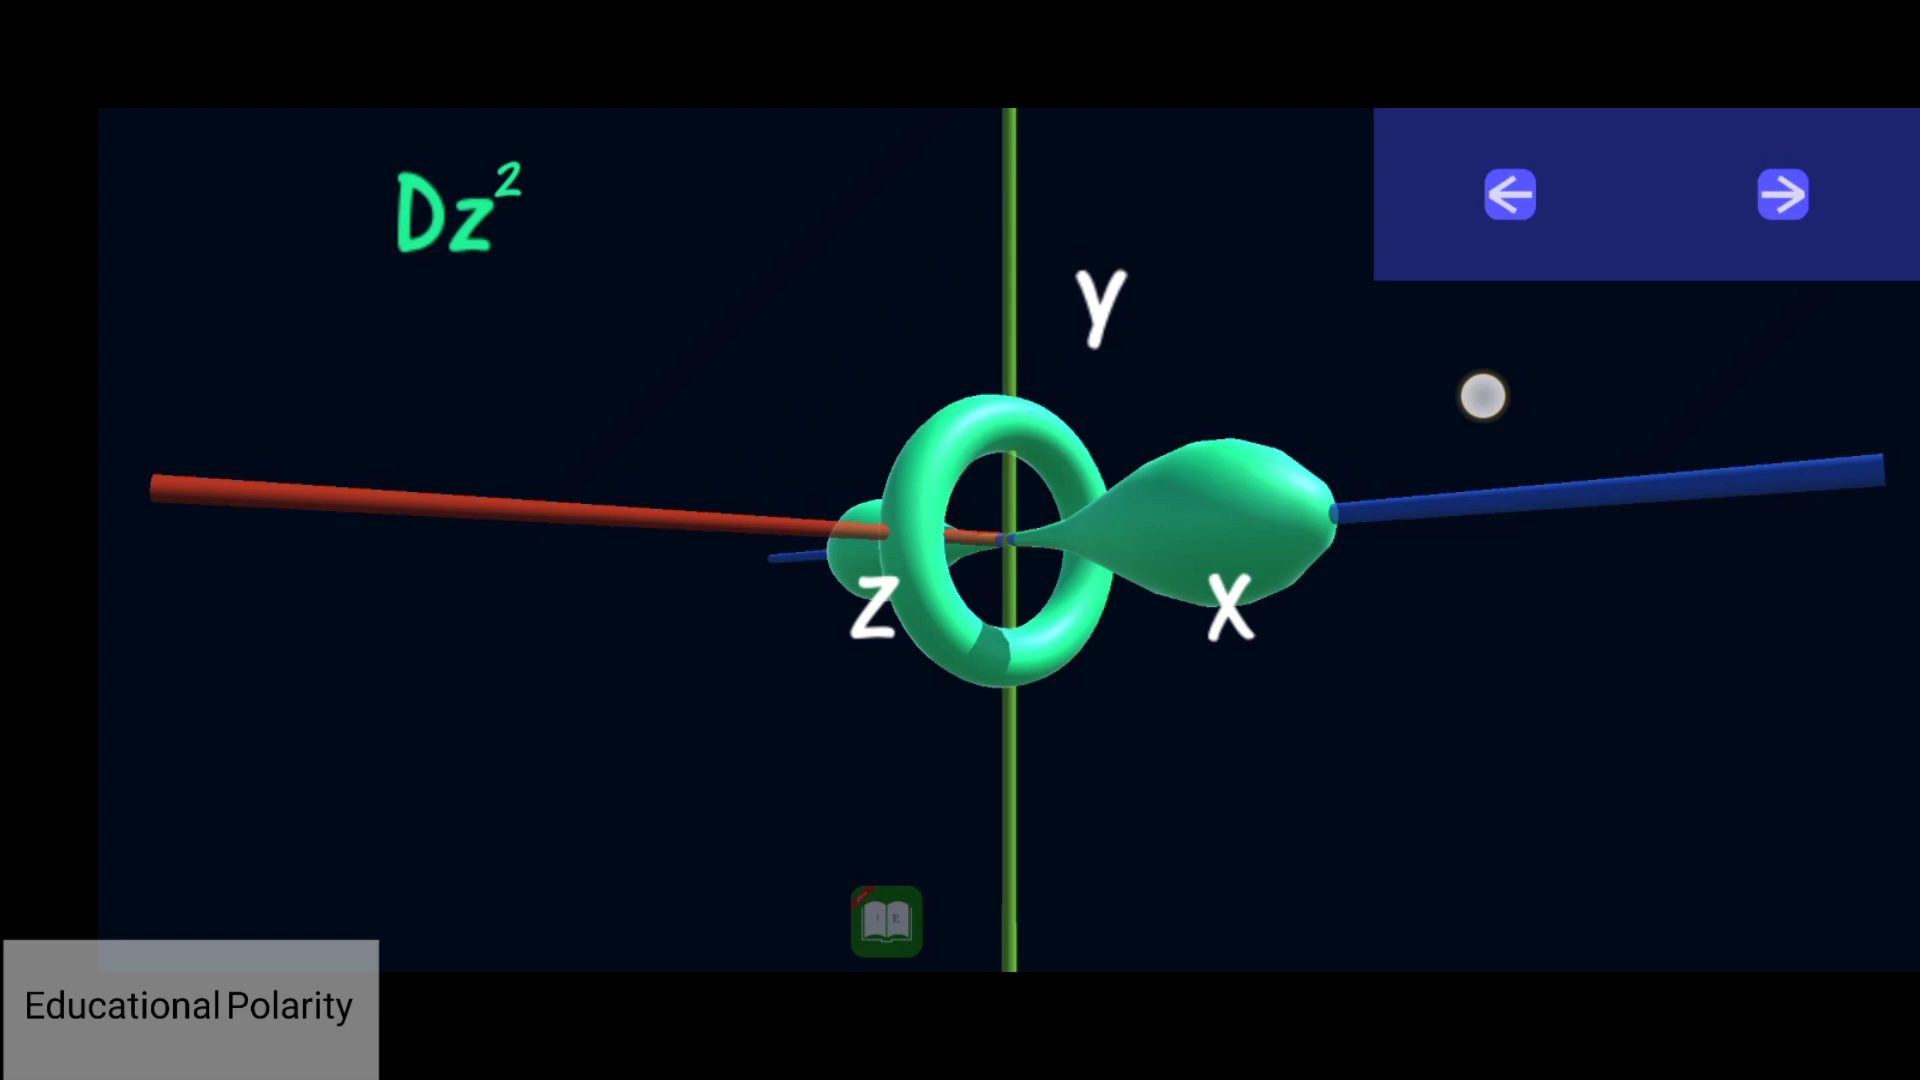 Dz²
y
z
x
I E
Educational Polarity